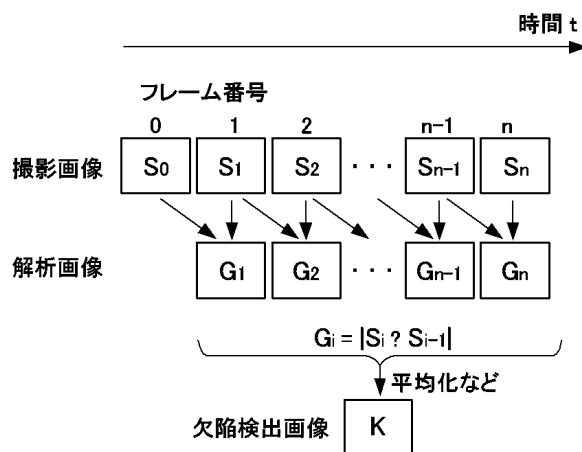 時間 t
フレーム番号
0 1 2 n-1 n
撮影画像 S0 S1 S2 ・・・ Sn-1 Sn
解析画像 G1 G2 ・・・ Gn-1 Gn
Gi = |Si ? Si-1|
平均化など
欠陥検出画像 K